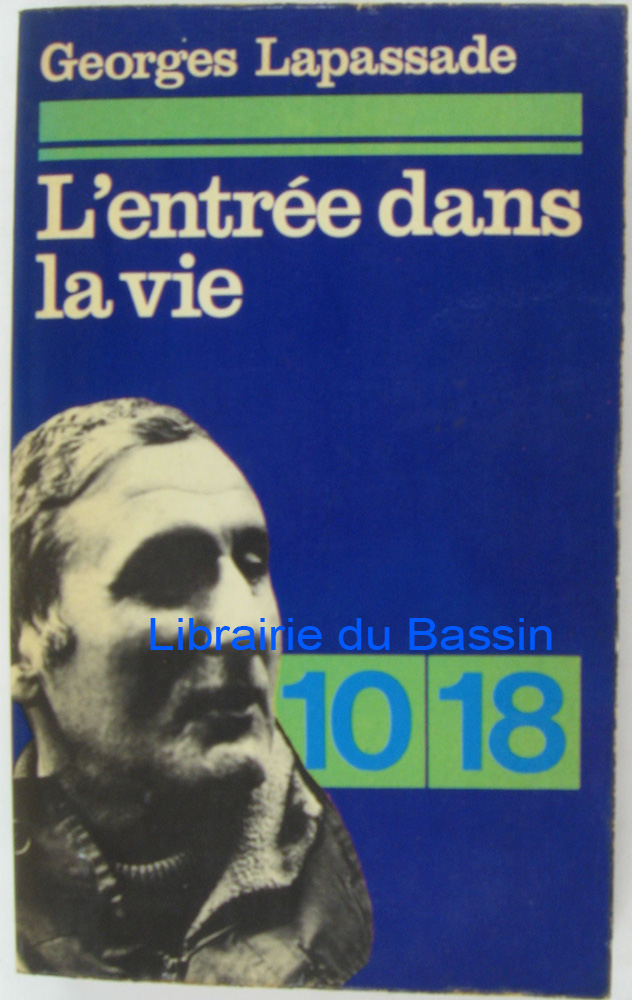 Georges Lapassade
L'entrée dans
la vie
Librairie du Bassin
10 18